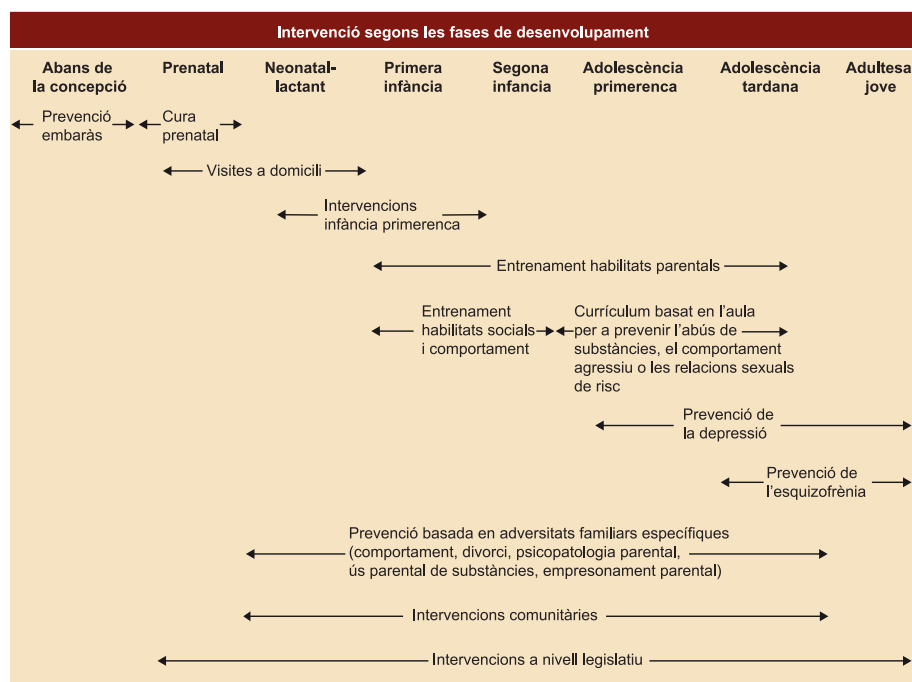 Intervenció segons les fases de desenvolupament
Abans de
la concepció
Prenatal
Neonatal-
lactant
Primera
infància
Segona
infancia
Adolescència
primerenca
Adolescència
tardana
Adultesa
jove
Prevenció
embaràs
Cura
prenatal
Visites a domicili
Intervencions
infància primerenca
Entrenament habilitats parentals
Entrenament
habilitats socials
i comportament
Currículum basat en l’aula
per a prevenir l’abús de
substàncies, el comportament
agressiu o les relacions sexuals
de risc
Prevenció de
la depressió
Prevenció de
l’esquizofrènia
Prevenció basada en adversitats familiars específiques
(comportament, divorci, psicopatologia parental,
ús parental de substàncies, empresonament parental)
Intervencions comunitàries
Intervencions a nivell legislatiu